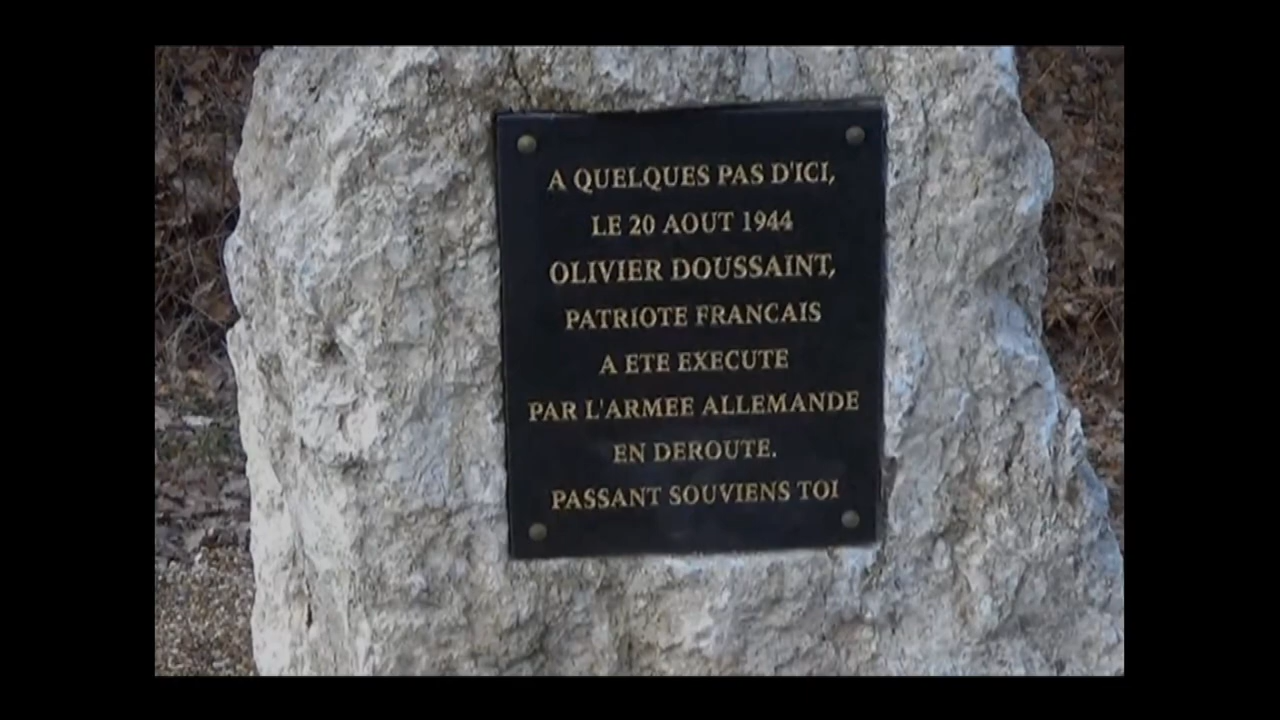 A QUELQUES PAS D'ICI,
LE 20 AOUT 1944
OLIVIER DOUSSAINT,
PATRIOTE FRANCAIS
A ETE EXECUTE
PAR L'ARMEE ALLEMANDE
EN DEROUTE.
PASSANT SOUVIENS TOI